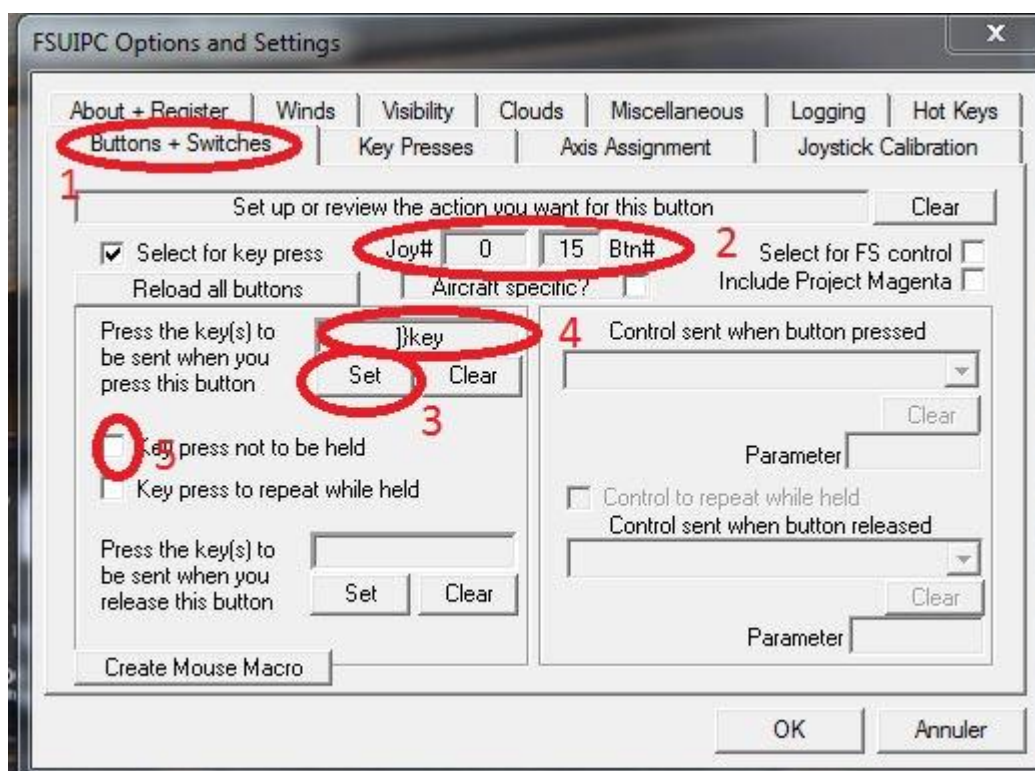 FSUIPC Options and Settings
x
About + Register
Winds
Visibility
Clouds
Miscellaneous
Logging
Hot Keys
Buttons + Switches
Key Presses
Axis Assignment
Joystick Calibration
1
Set up or review the action you want for this button
Clear
Select for key press
Joy# 0 15 Btn#
2
Select for FS control
Reload all buttons
Aircraft specific?
Include Project Magenta
Press the key(s) to
be sent when you
press this button
]}key
4
Set
Clear
3
5
Key press not to be held
Key press to repeat while held
Press the key(s) to
be sent when you
release this button
Set
Clear
Create Mouse Macro
Control sent when button pressed
Clear
Parameter
Control to repeat while held
Control sent when button released
Clear
Parameter
OK
Annuler